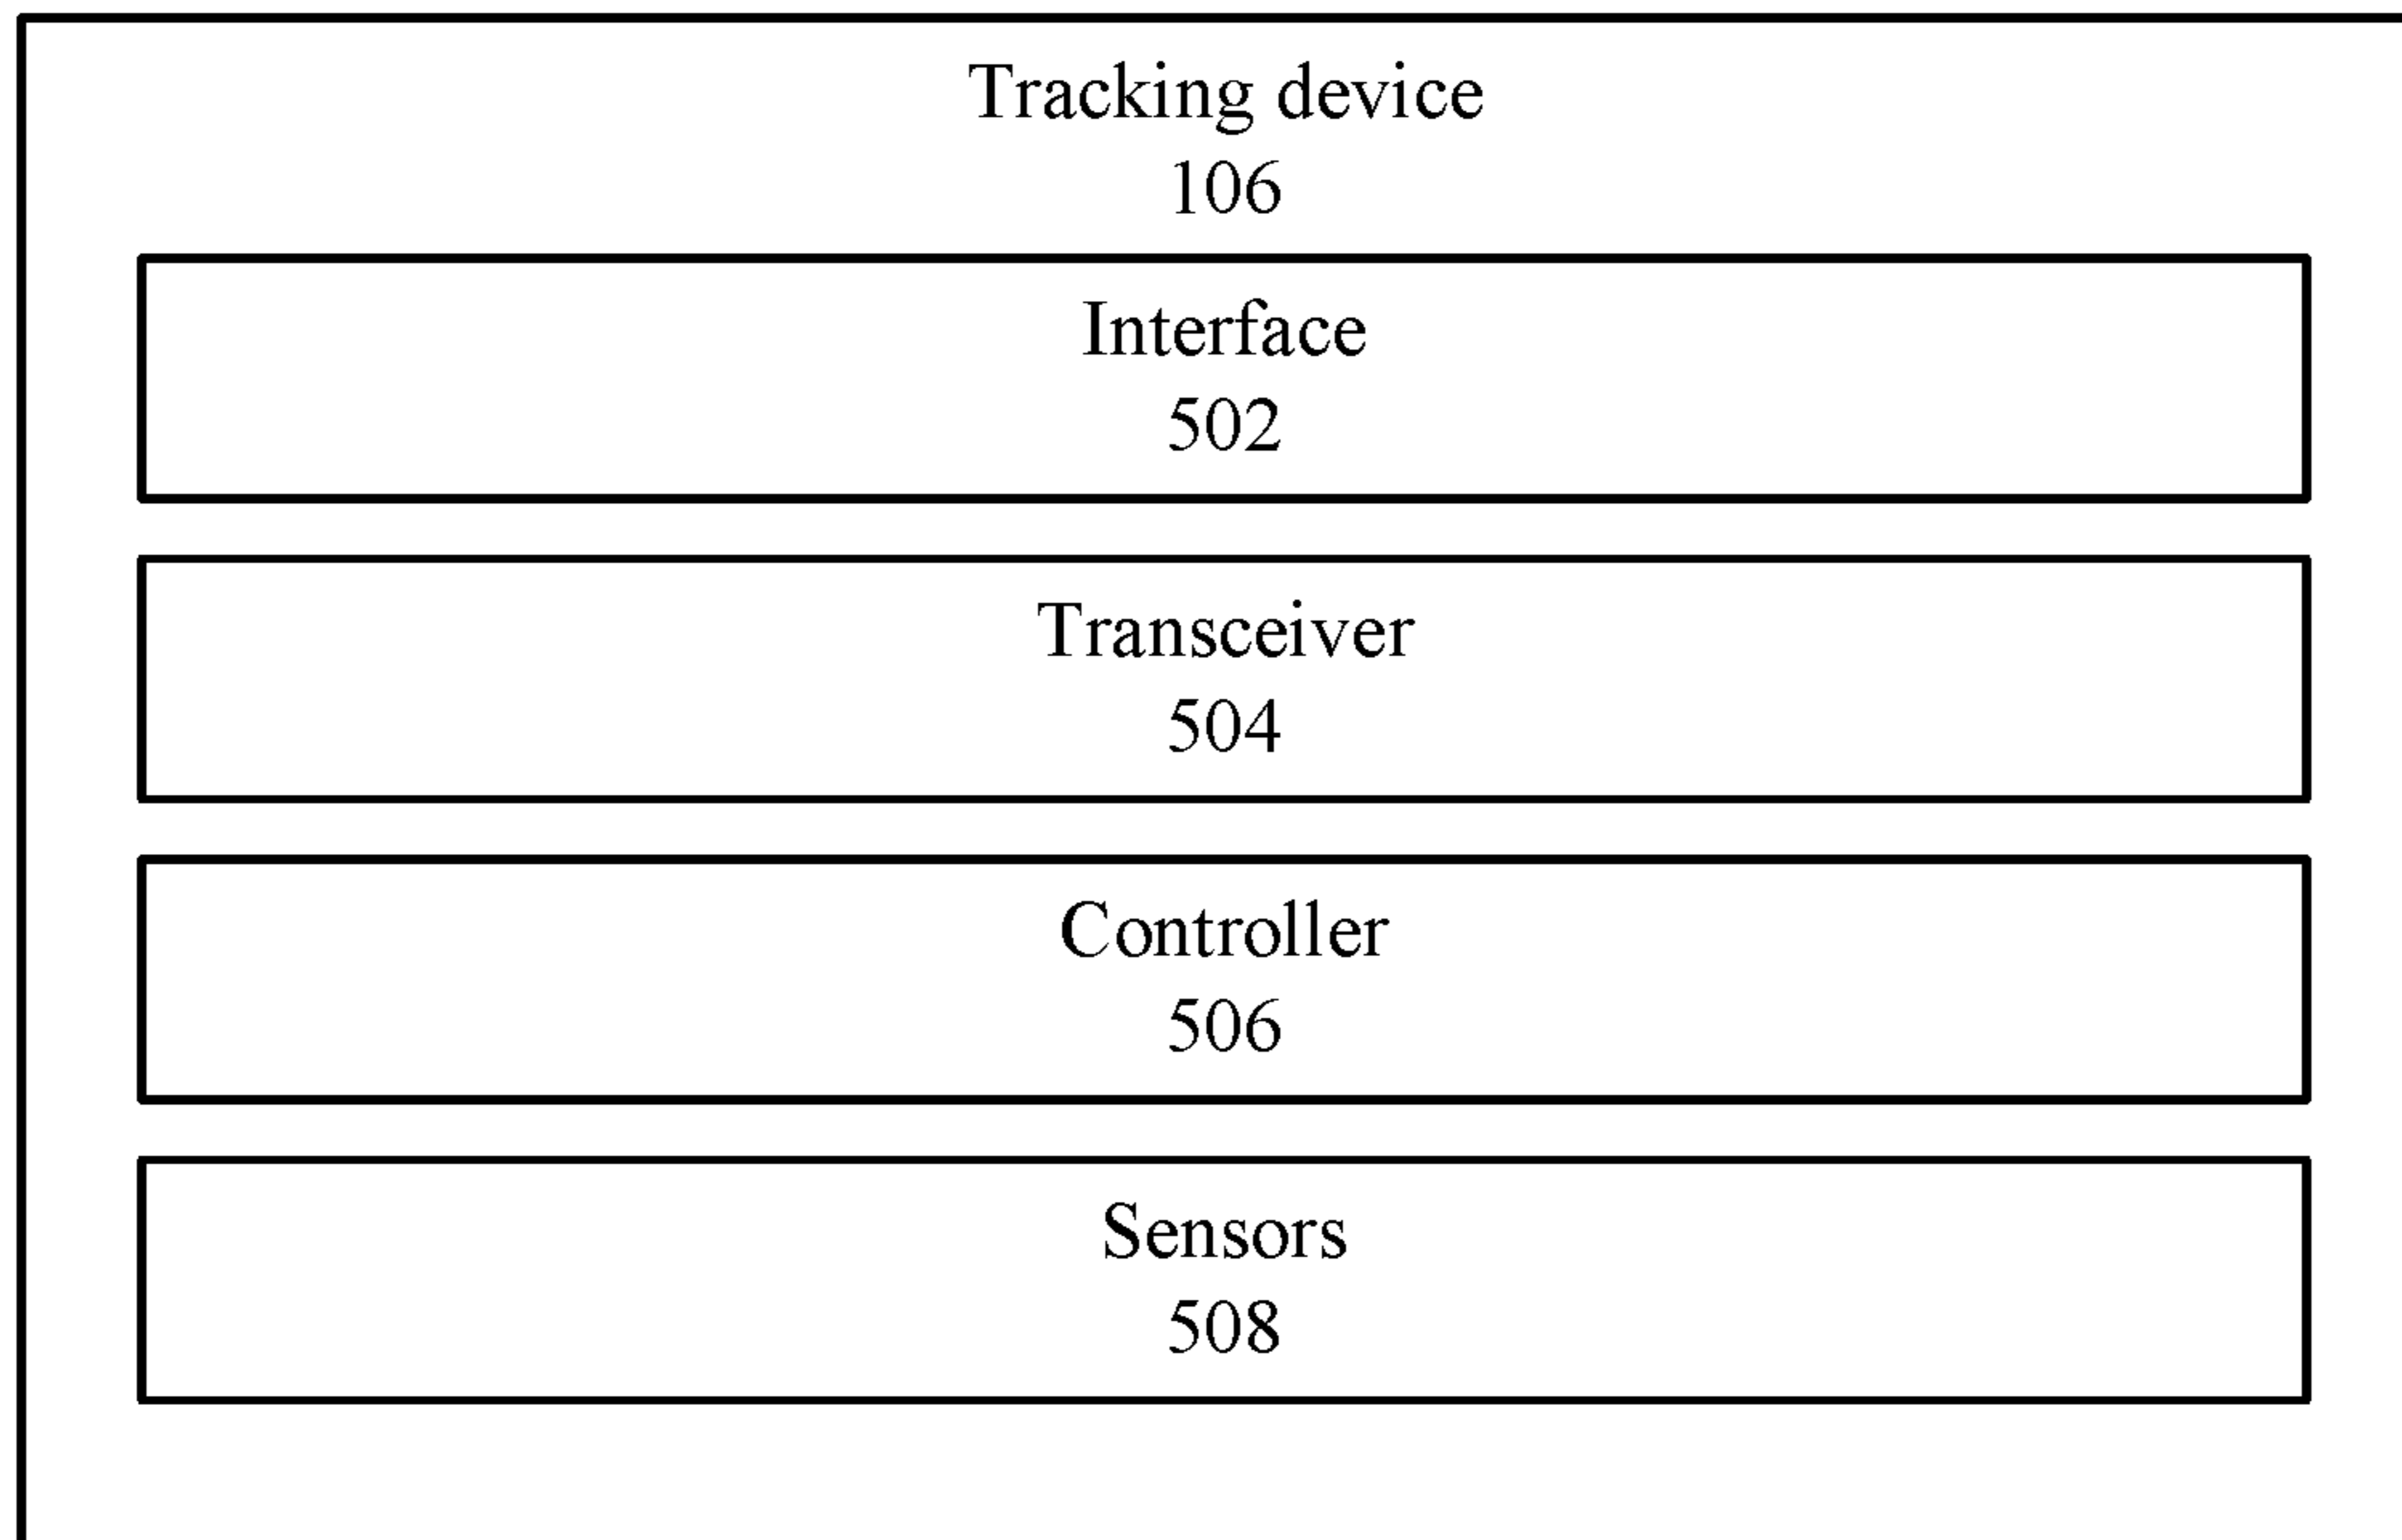 Tracking device
106
Interface
502
Transceiver
504
Controller
506
Sensors
508